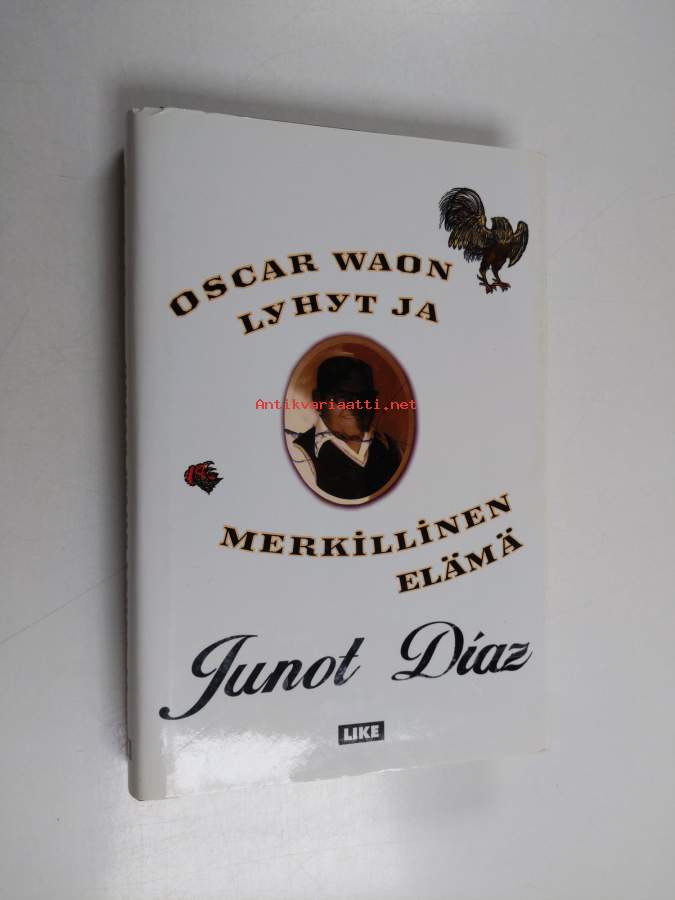 OSCAR WAON
LYHYT JA
Antikvariaatti.net
MERKILLINEN
ELÄMÄ
Junot Díaz
LIKE